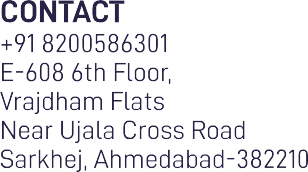 CONTACT
+91 8200586301
E-608 6th Floor,
Vrajdham Flats
Near Ujala Cross Road
Sarkhej, Ahmedabad-382210